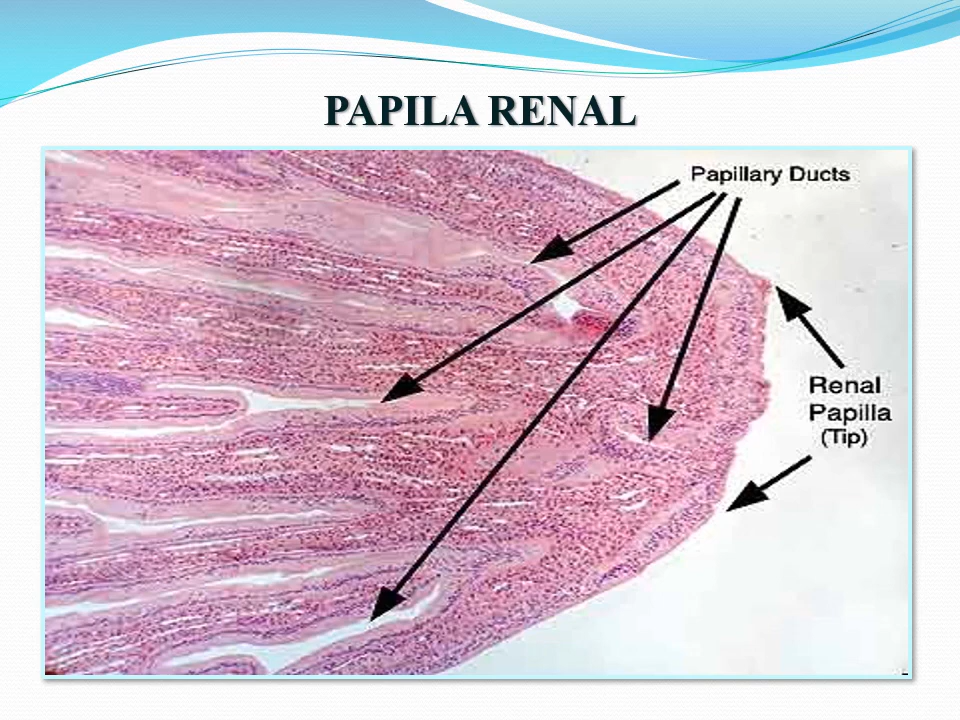 PAPILA RENAL
Papillary Ducts
Renal
Papilla
(Tip)